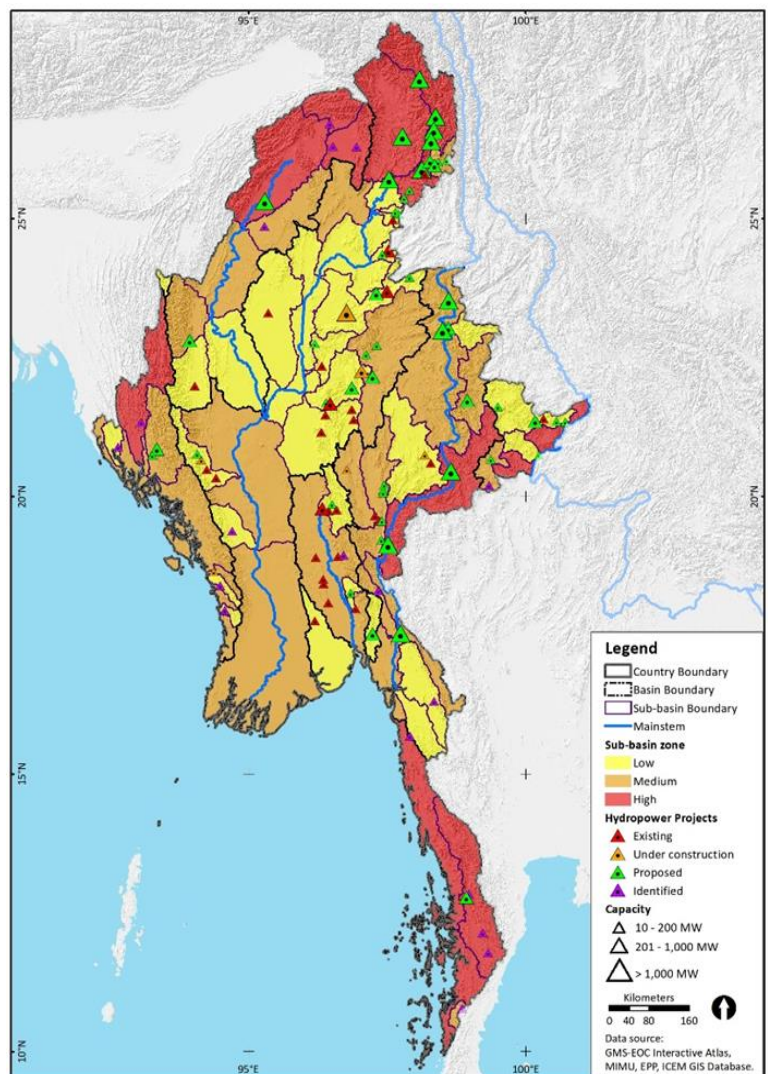 95°E
100°E
25°N
25°N
20°N
20°N
15°N
15°N
10°N
10°N
95°E
100°E
Legend
Country Boundary
Basin Boundary
Sub-basin Boundary
Mainstem
Sub-basin zone
Low
Medium
High
Hydropower Projects
Existing
Under construction
Proposed
Identified
Capacity
10 - 200 MW
201 - 1,000 MW
> 1,000 MW
Kilometers
0 40 80 160
Data source:
GMS-EOC Interactive Atlas,
MIMU, EPP, ICEM GIS Database.